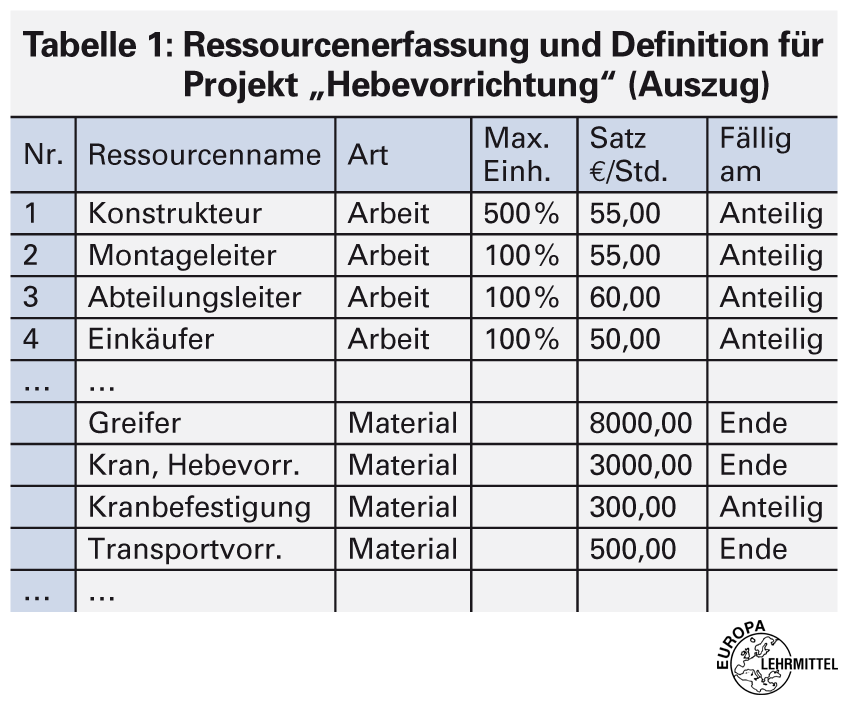 Tabelle 1: Ressourcenerfassung und Definition für
Projekt „Hebevorrichtung“ (Auszug)
Nr. Ressourcenname Art Max. Einh. Satz €/Std. Fällig am
1 Konstrukteur Arbeit 500% 55,00 Anteilig
2 Montageleiter Arbeit 100% 55,00 Anteilig
3 Abteilungsleiter Arbeit 100% 60,00 Anteilig
4 Einkäufer Arbeit 100% 50,00 Anteilig
... ...
Greifer Material 8000,00 Ende
Kran, Hebevorr. Material 3000,00 Ende
Kranbefestigung Material 300,00 Anteilig
Transportvorr. Material 500,00 Ende
... ...
EUROPA
LEHRMITTEL